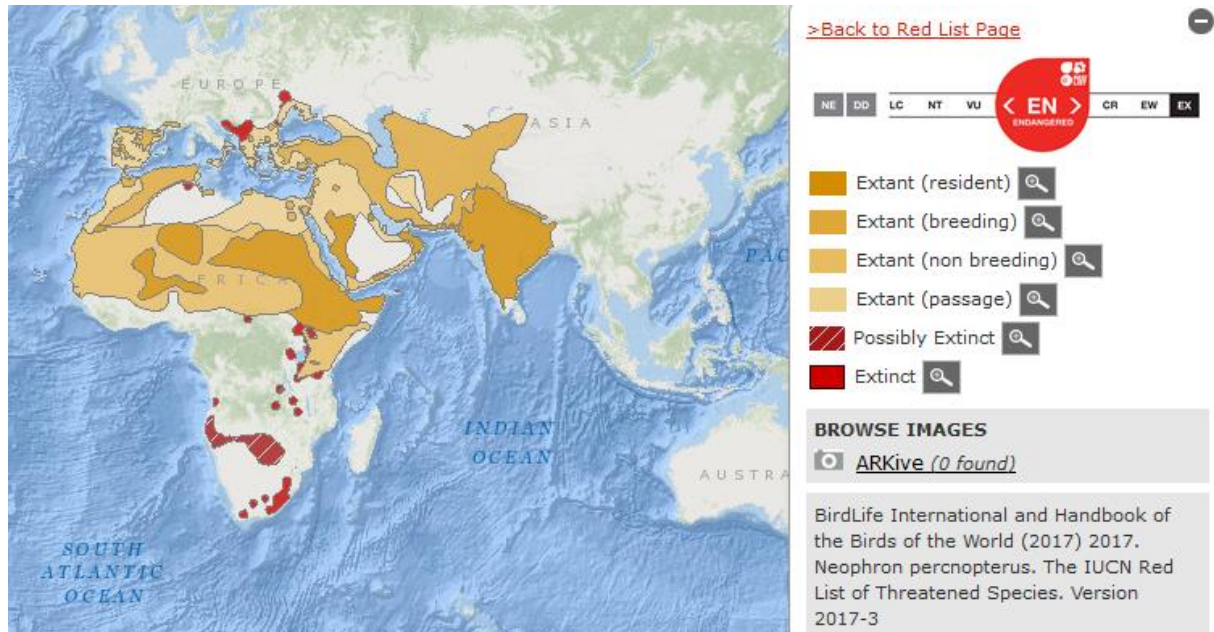 EUROPE
ASIA
AFRICA
PAC
INDIAN
OCEAN
AUSTRA
SOUTH
ATLANTIC
OCEAN
>Back to Red List Page
NE DD LC NT VU < EN > CR EW EX
ENDANGERED
Extant (resident)
Extant (breeding)
Extant (non breeding)
Extant (passage)
Possibly Extinct
Extinct
BROWSE IMAGES
ARKive (0 found)
BirdLife International and Handbook of
the Birds of the World (2017) 2017.
Neophron percnopterus. The IUCN Red
List of Threatened Species. Version
2017-3